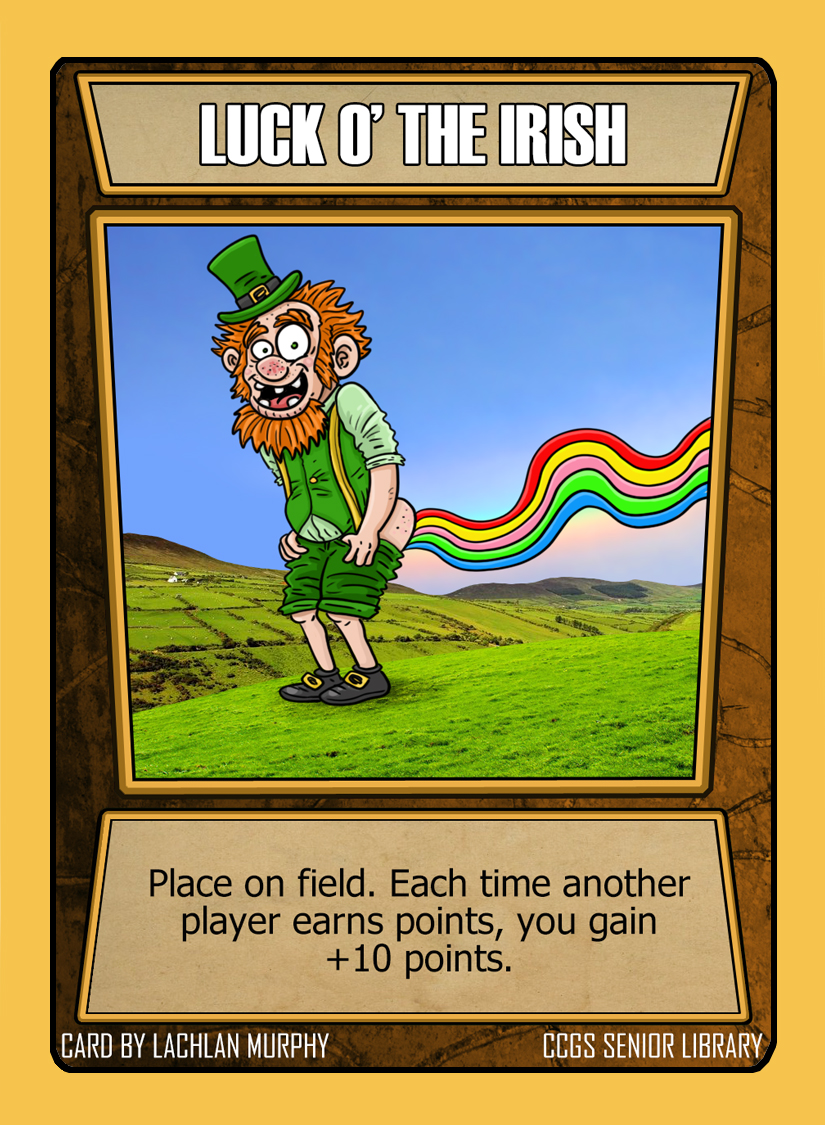 LUCK O' THE IRISH
Place on field. Each time another
player earns points, you gain
+10 points.
CARD BY LACHLAN MURPHY
CCGS SENIOR LIBRARY